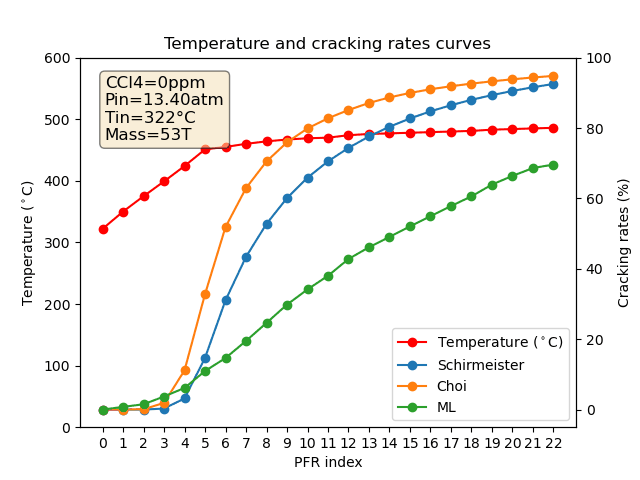 Temperature and cracking rates curves
CCl4=0ppm
Pin=13.40atm
Tin=322°C
Mass=53T
600
500
400
300
200
100
0
Temperature (°C)
100
80
60
40
20
0
Cracking rates (%)
Temperature (°C)
Schirmeister
Choi
ML
0 1 2 3 4 5 6 7 8 9 10 11 12 13 14 15 16 17 18 19 20 21 22
PFR index